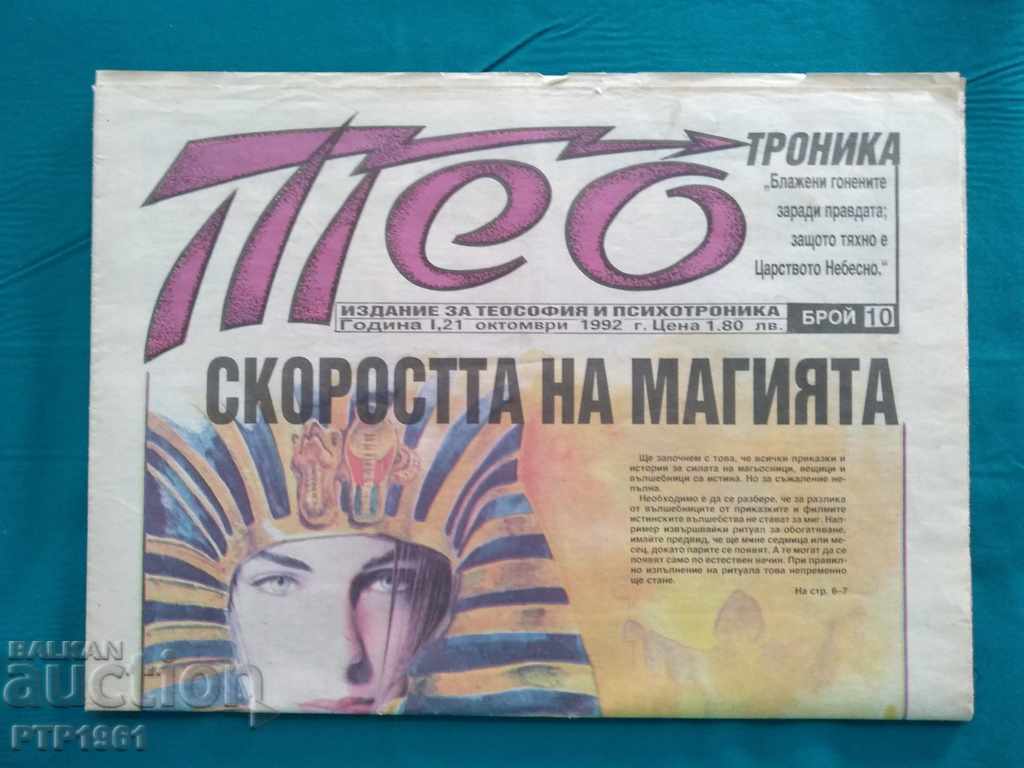 Тео
ТРОНИКА
„Блажени гонените
заради правдата;
защото тяхно е
Царството Небесно.“
ИЗДАНИЕ ЗА ТЕОСОФИЯ И ПСИХОТРОНИКА
Година I, 21 октомври 1992 г. Цена 1.80 лв.
БРОЙ 10
СКОРОСТТА НА МАГИЯТА
Ще започнем с това, че всички приказки и
истории за силата на магьосници, вещици и
вълшебници са истина. Но за съжаление не-
пълна.
Необходимо е да се разбере, че за разлика
от вълшебниците от приказките и филмите
истинските вълшебства не стават за миг. Нап-
ример извършвайки ритуал за обогатяване,
имайте предвид, че ще мине седмица или ме-
сец, докато парите се появят. А те могат да се
появят само по естествен начин. При правил-
но изпълнение на ритуала това непременно
ще стане.
На стр. 6–7
BALKAN
auction
PTP1961